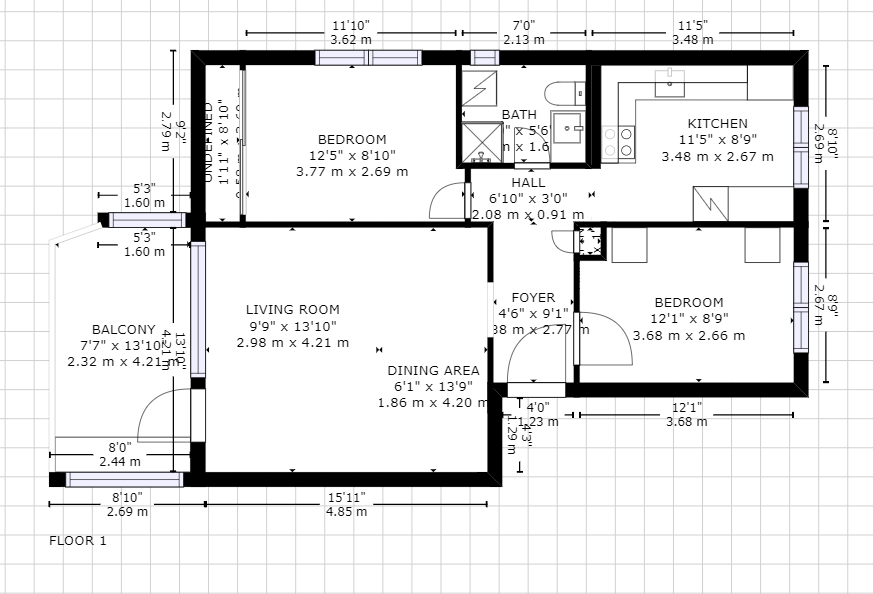 11'10"
3.62 m
7'0"
2.13 m
11'5"
3.48 m
9'2"
2.79 m
UNDEFINED
1'11" x 8'10"
BEDROOM
12'5" x 8'10"
3.77 m x 2.69 m
BATH
" x 5'6"
m x 1.6
KITCHEN
11'5" x 8'9"
3.48 m x 2.67 m
8'10"
2.69 m
HALL
6'10" x 3'0"
2.08 m x 0.91 m
5'3"
1.60 m
5'3"
1.60 m
BALCONY
7'7" x 13'10"
2.32 m x 4.21 m
13'10"
4.21 m
LIVING ROOM
9'9" x 13'10"
2.98 m x 4.21 m
DINING AREA
6'1" x 13'9"
1.86 m x 4.20 m
FOYER
4'6" x 9'1"
38 m x 2.77 m
BEDROOM
12'1" x 8'9"
3.68 m x 2.66 m
8'9"
2.67 m
4'0"
1.23 m
4'3"
1.29 m
12'1"
3.68 m
8'0"
2.44 m
8'10"
2.69 m
15'11"
4.85 m
FLOOR 1